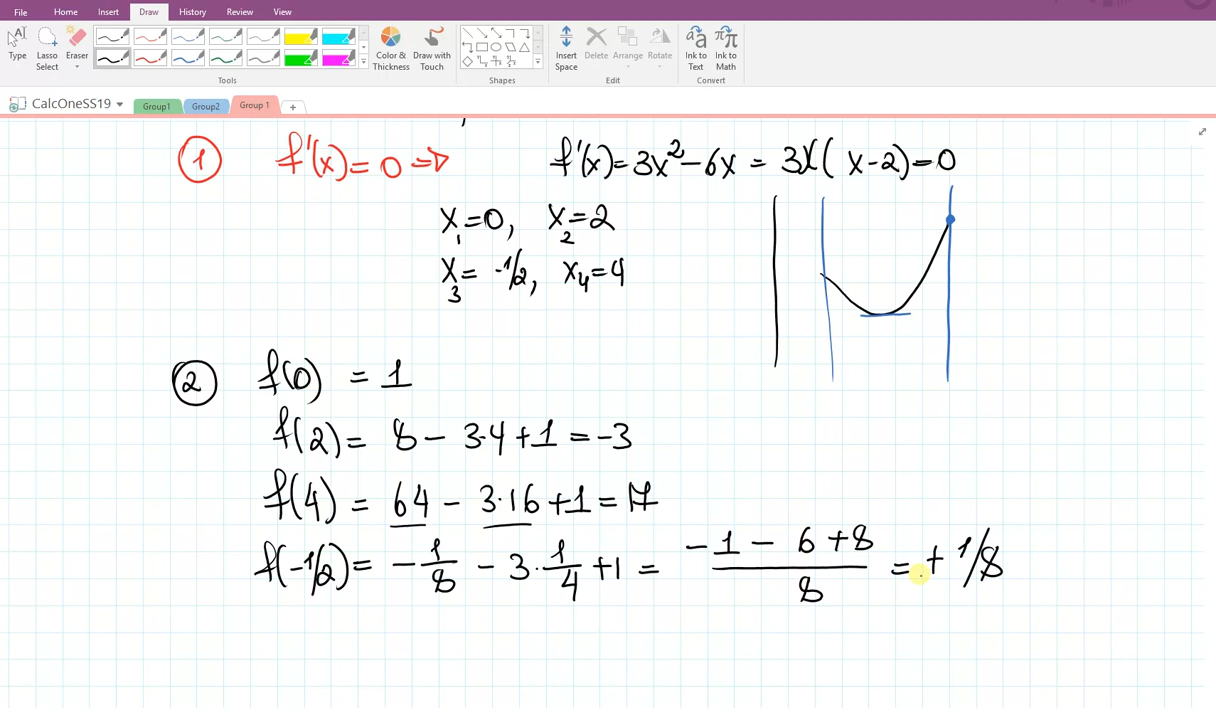 File Home Insert Draw History Review View
Type Lasso Select Eraser Color & Thickness Draw with Touch Insert Space Delete Arrange Rotate Ink to Text Ink to Math
Tools Shapes Edit Convert
CalcOneSS19 Group1 Group2 Group 1 +
① f'(x)=0 ⇒ f'(x)=3x²-6x = 3x(x-2)=0
x₁=0, x₂=2
x₃= -1/2, x₄=4
② f(0) = 1
f(2)= 8- 3·4+1=-3
f(4)= 64 - 3·16+1=17
f(-1/2)= -1/8 - 3·1/4 +1 = (-1 - 6 +8)/8 = + 1/8